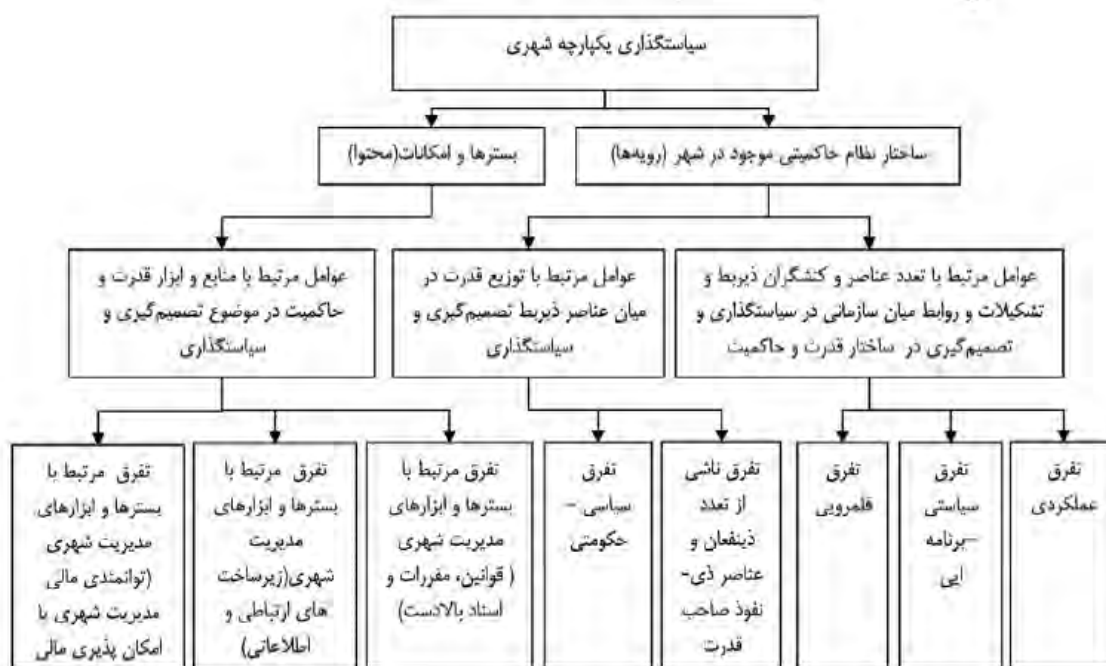 سیاستگذاری یکپارچه شهری
ساختار نظام حاکمیتی موجود در شهر (رویه‌ها)
بسترها و امکانات(محتوا)
عوامل مرتبط با تعدد عناصر و کنشگران ذیربط و
تشکیلات و روابط میان سازمانی در سیاستگذاری و
تصمیم‌گیری در ساختار قدرت و حاکمیت
عوامل مرتبط با توزیع قدرت در
میان عناصر ذیربط تصمیم‌گیری و
سیاستگذاری
عوامل مرتبط با منابع و ابزار قدرت و
حاکمیت در موضوع تصمیم‌گیری و
سیاستگذاری
تفرق
عملکردی
تفرق
سیاستی
–برنامه
ایی
تفرق
قلمرویی
تفرق ناشی
از تعدد
ذینفعان و
عناصر ذی-
نفوذ صاحب
قدرت
تفرق
سیاسی –
حکومتی
تفرق مرتبط با
بسترها و ابزارهای
مدیریت شهری
( قوانین، مقررات و
اسناد بالادست)
تفرق مرتبط با
بسترها و ابزارهای
مدیریت
شهری(زیرساخت
های ارتباطی و
اطلاعاتی)
تفرق مرتبط با
بسترها و ابزارهای
مدیریت شهری
(توانمندی مالی
مدیریت شهری یا
امکان پذیری مالی